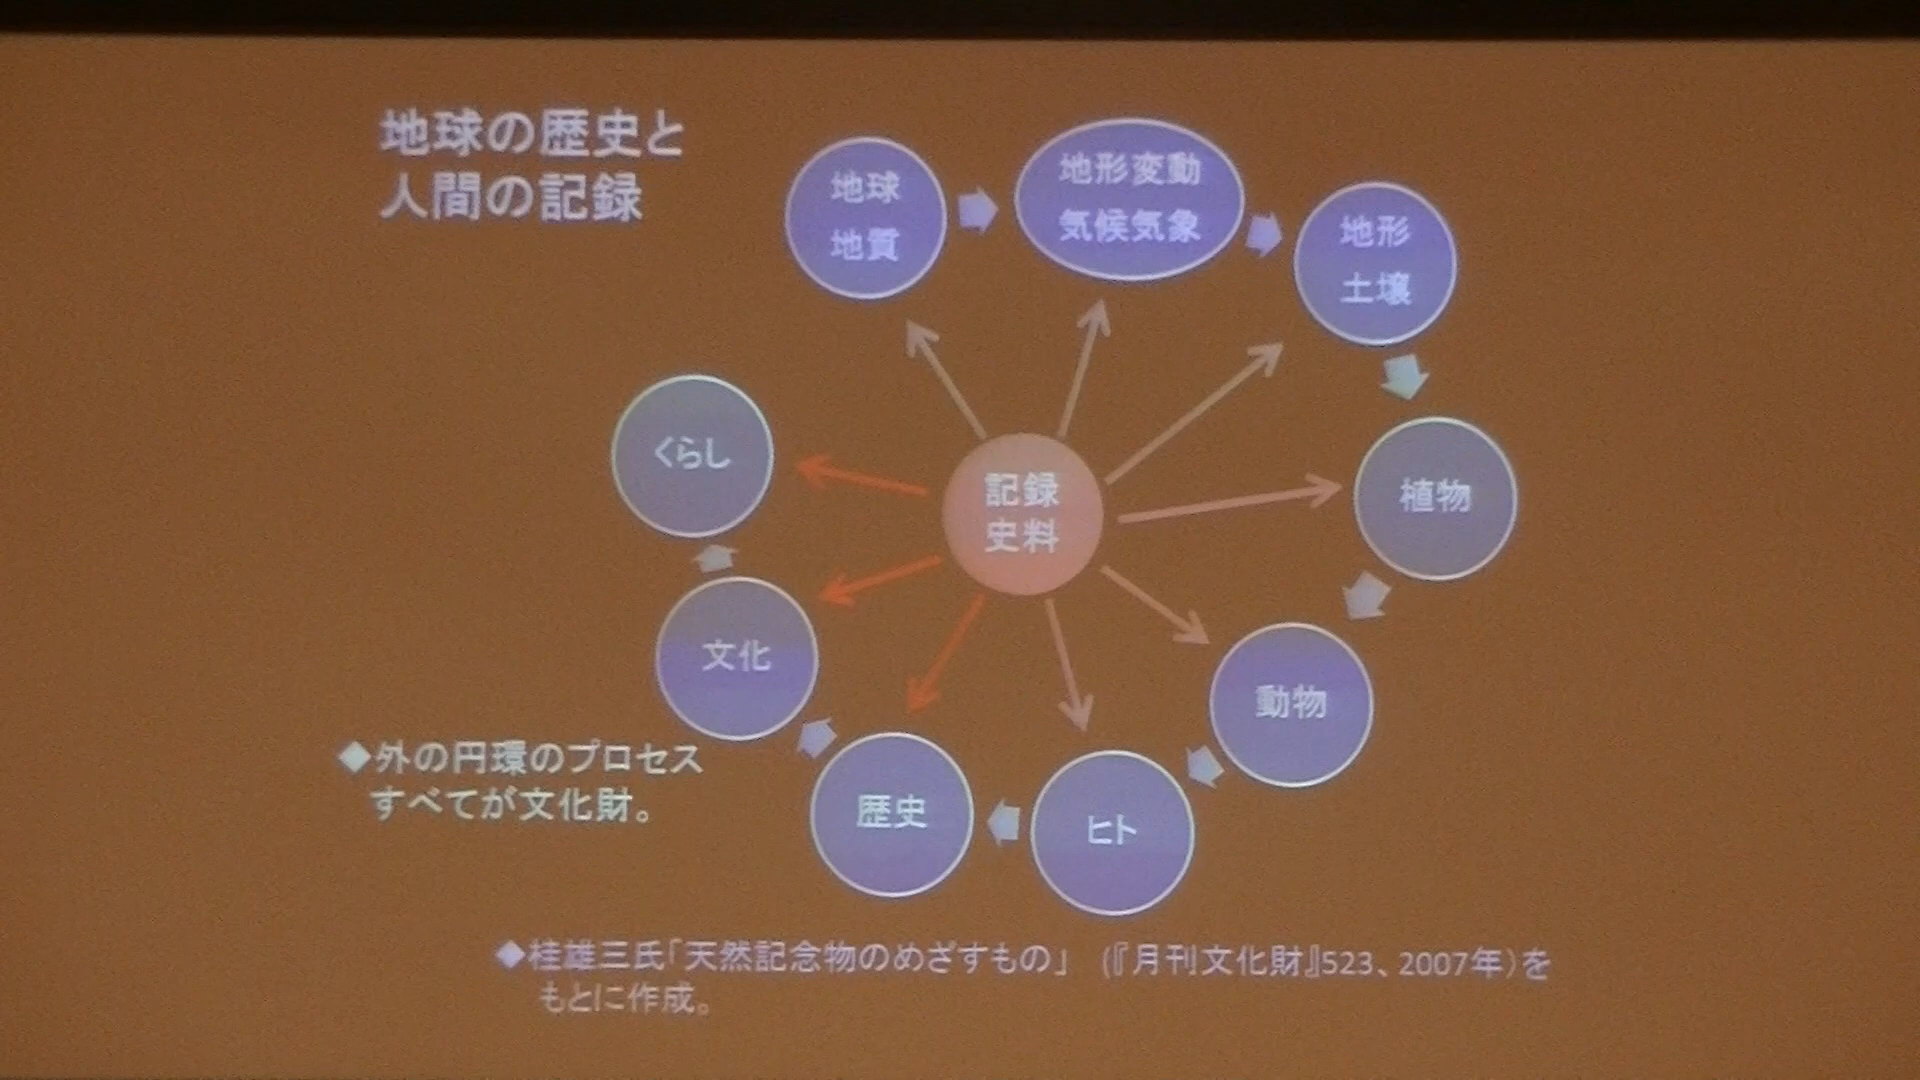 地球の歴史と
人間の記録
地球
地質
地形変動
気候気象
地形
土壌
植物
動物
ヒト
歴史
文化
くらし
記録
史料
◆外の円環のプロセス
すべてが文化財。
◆桂雄三氏「天然記念物のめざすもの」（『月刊文化財』523、2007年）を
もとに作成。